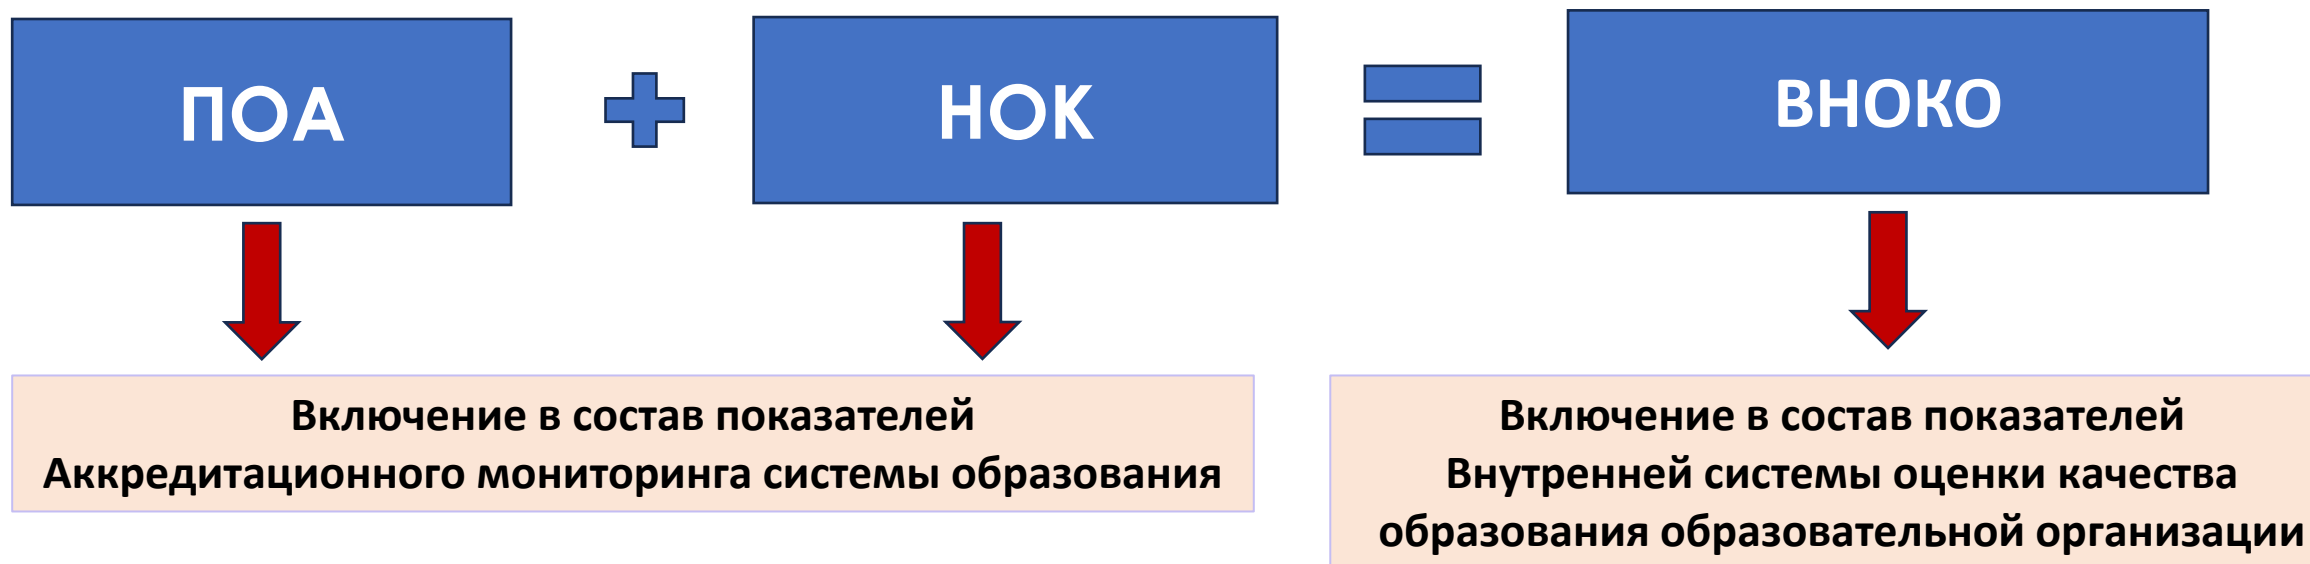 ПОА
НОК
ВНОКО
Включение в состав показателей
Аккредитационного мониторинга системы образования
Включение в состав показателей
Внутренней системы оценки качества
образования образовательной организации